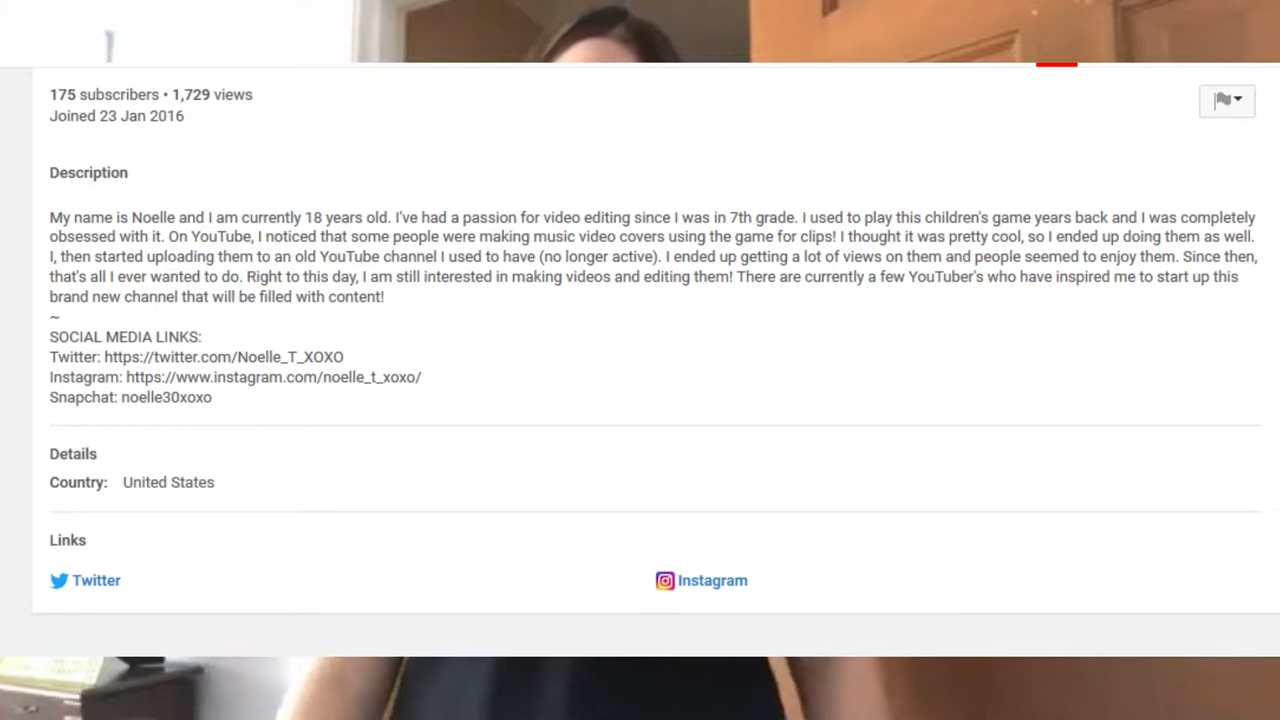 175 subscribers • 1,729 views
Joined 23 Jan 2016
Description
My name is Noelle and I am currently 18 years old. I've had a passion for video editing since I was in 7th grade. I used to play this children's game years back and I was completely
obsessed with it. On YouTube, I noticed that some people were making music video covers using the game for clips! I thought it was pretty cool, so I ended up doing them as well.
I, then started uploading them to an old YouTube channel I used to have (no longer active). I ended up getting a lot of views on them and people seemed to enjoy them. Since then,
that's all I ever wanted to do. Right to this day, I am still interested in making videos and editing them! There are currently a few YouTuber's who have inspired me to start up this
brand new channel that will be filled with content!
~
SOCIAL MEDIA LINKS:
Twitter: https://twitter.com/Noelle_T_XOXO
Instagram: https://www.instagram.com/noelle_t_xoxo/
Snapchat: noelle30xoxo
Details
Country: United States
Links
Twitter Instagram